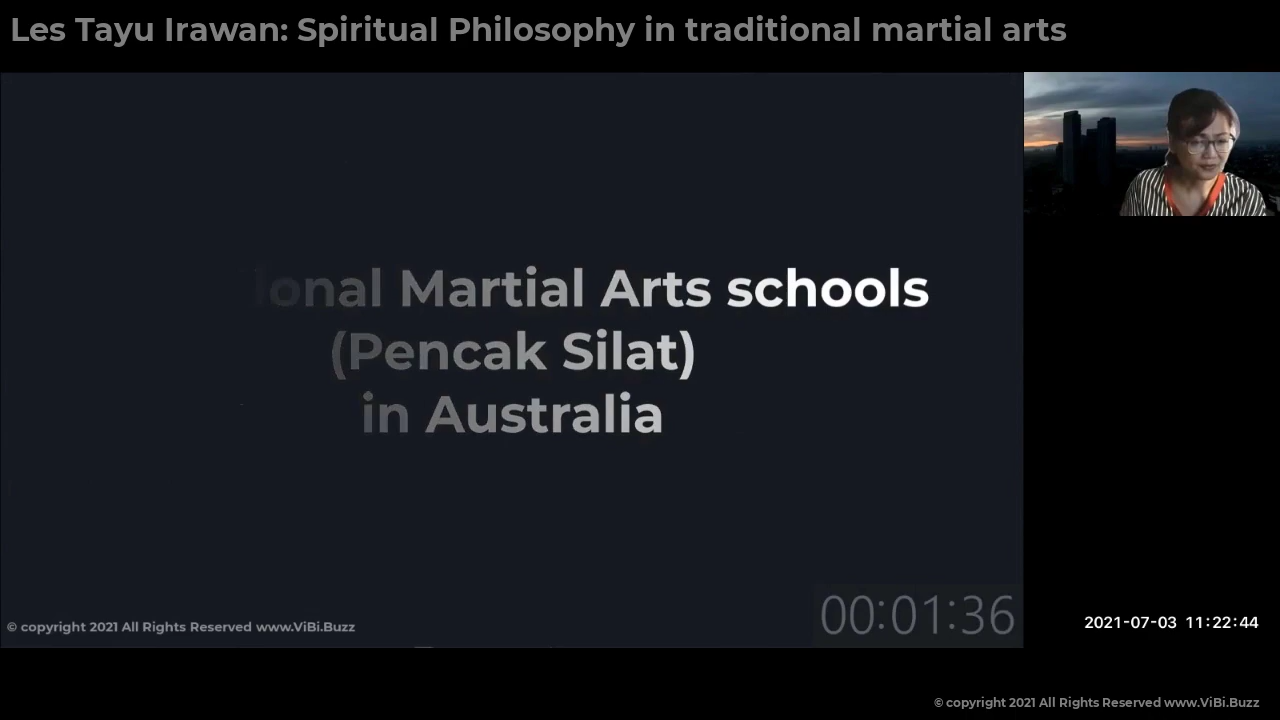 Les Tayu Irawan: Spiritual Philosophy in traditional martial arts
Martial Arts schools
(Pencak Silat)
in Australia
00:01:36
© copyright 2021 All Rights Reserved www.ViBi.Buzz
2021-07-03 11:22:44
© copyright 2021 All Rights Reserved www.ViBi.Buzz